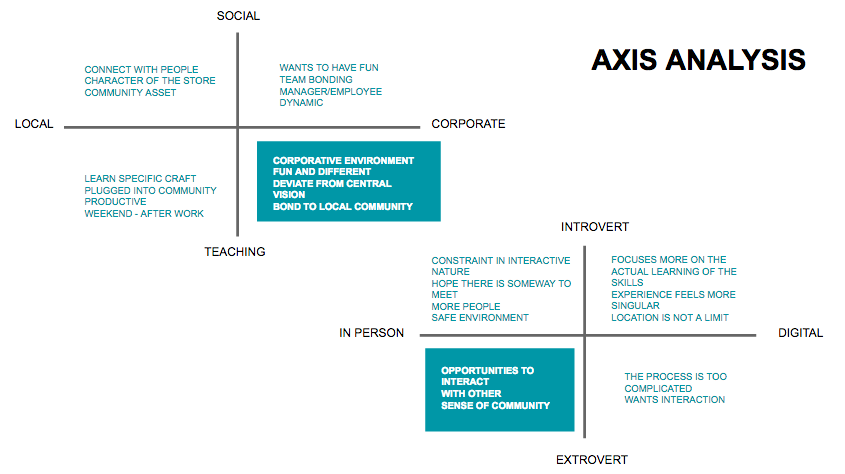 SOCIAL
AXIS ANALYSIS
CONNECT WITH PEOPLE
CHARACTER OF THE STORE
COMMUNITY ASSET
WANTS TO HAVE FUN
TEAM BONDING
MANAGER/EMPLOYEE
DYNAMIC
LOCAL
CORPORATE
LEARN SPECIFIC CRAFT
PLUGGED INTO COMMUNITY
PRODUCTIVE
WEEKEND - AFTER WORK
CORPORATIVE ENVIRONMENT
FUN AND DIFFERENT
DEVIATE FROM CENTRAL
VISION
BOND TO LOCAL COMMUNITY
TEACHING
INTROVERT
CONSTRAINT IN INTERACTIVE
NATURE
HOPE THERE IS SOMEWAY TO
MEET
MORE PEOPLE
SAFE ENVIRONMENT
FOCUSES MORE ON THE
ACTUAL LEARNING OF THE
SKILLS
EXPERIENCE FEELS MORE
SINGULAR
LOCATION IS NOT A LIMIT
IN PERSON
DIGITAL
OPPORTUNITIES TO
INTERACT
WITH OTHER
SENSE OF COMMUNITY
THE PROCESS IS TOO
COMPLICATED
WANTS INTERACTION
EXTROVERT